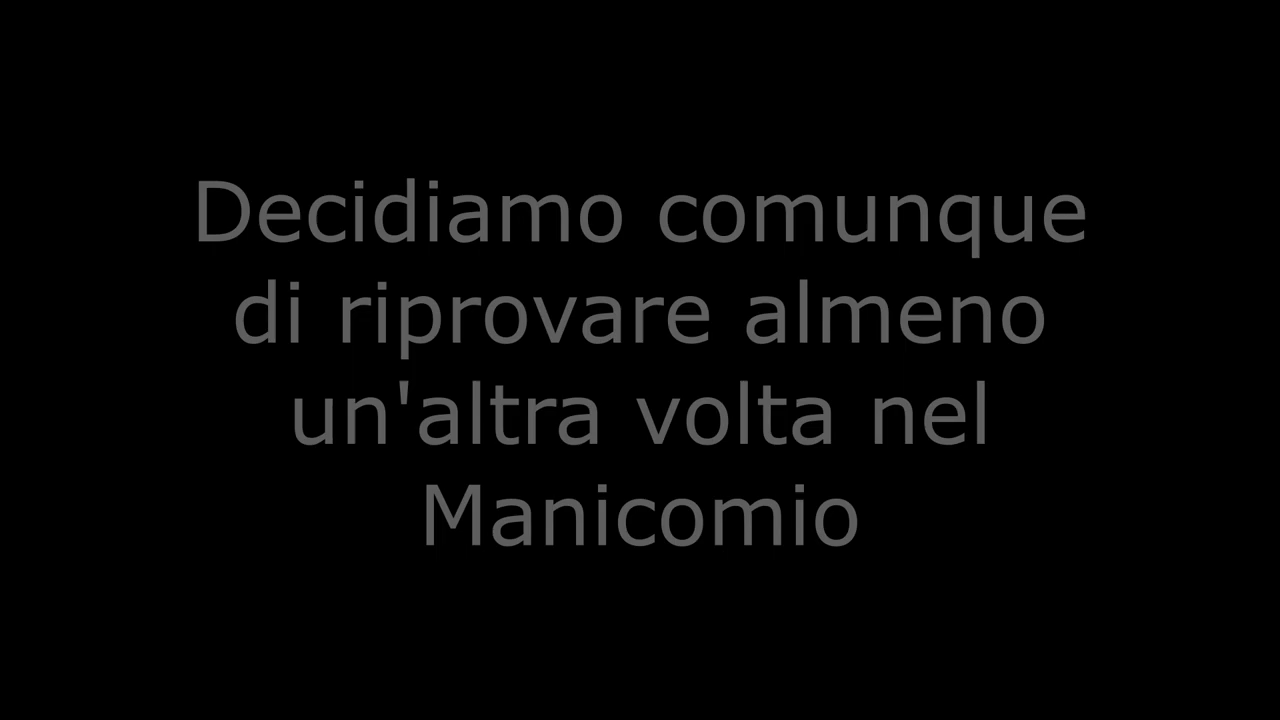 Decidiamo comunque
di riprovare almeno
un'altra volta nel
Manicomio